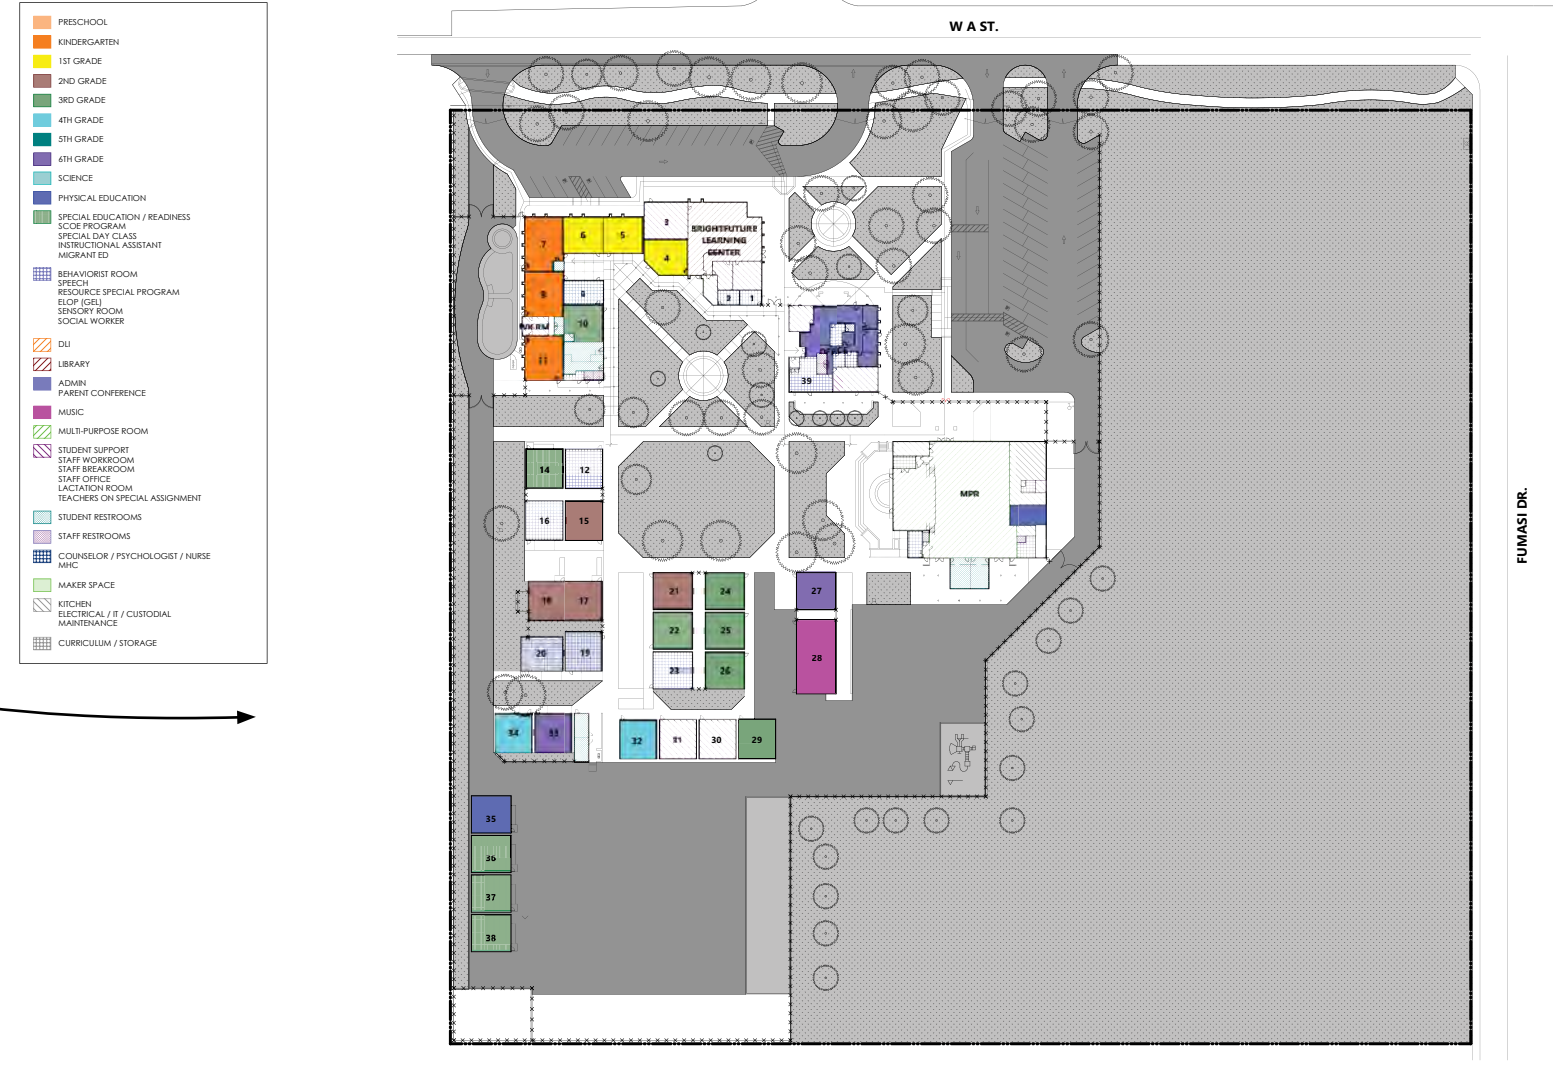 PRESCHOOL
KINDERGARTEN
1ST GRADE
2ND GRADE
3RD GRADE
4TH GRADE
5TH GRADE
6TH GRADE
SCIENCE
PHYSICAL EDUCATION
SPECIAL EDUCATION / READINESS
SCOE PROGRAM
SPECIAL DAY CLASS
INSTRUCTIONAL ASSISTANT
MIGRANT ED
BEHAVIORIST ROOM
SPEECH
RESOURCE SPECIAL PROGRAM
ELOP (GEL)
SENSORY ROOM
SOCIAL WORKER
DLI
LIBRARY
ADMIN
PARENT CONFERENCE
MUSIC
MULTI-PURPOSE ROOM
STUDENT SUPPORT
STAFF WORKROOM
STAFF BREAKROOM
STAFF OFFICE
LACTATION ROOM
TEACHERS ON SPECIAL ASSIGNMENT
STUDENT RESTROOMS
STAFF RESTROOMS
COUNSELOR / PSYCHOLOGIST / NURSE
MHC
MAKER SPACE
KITCHEN
ELECTRICAL / IT / CUSTODIAL
MAINTENANCE
CURRICULUM / STORAGE
W A ST.
FUMASI DR.
7
6
5
3
4
BRIGHTFUTURE
LEARNING
CENTER
2
1
8
9
WK RM
10
11
39
14
12
16
15
MPR
18
17
20
19
21
24
22
25
23
26
27
28
34
33
32
31
30
29
35
36
37
38